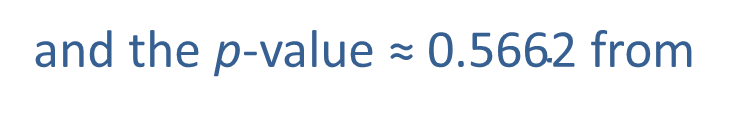 and the p-value ≈ 0.5662 from